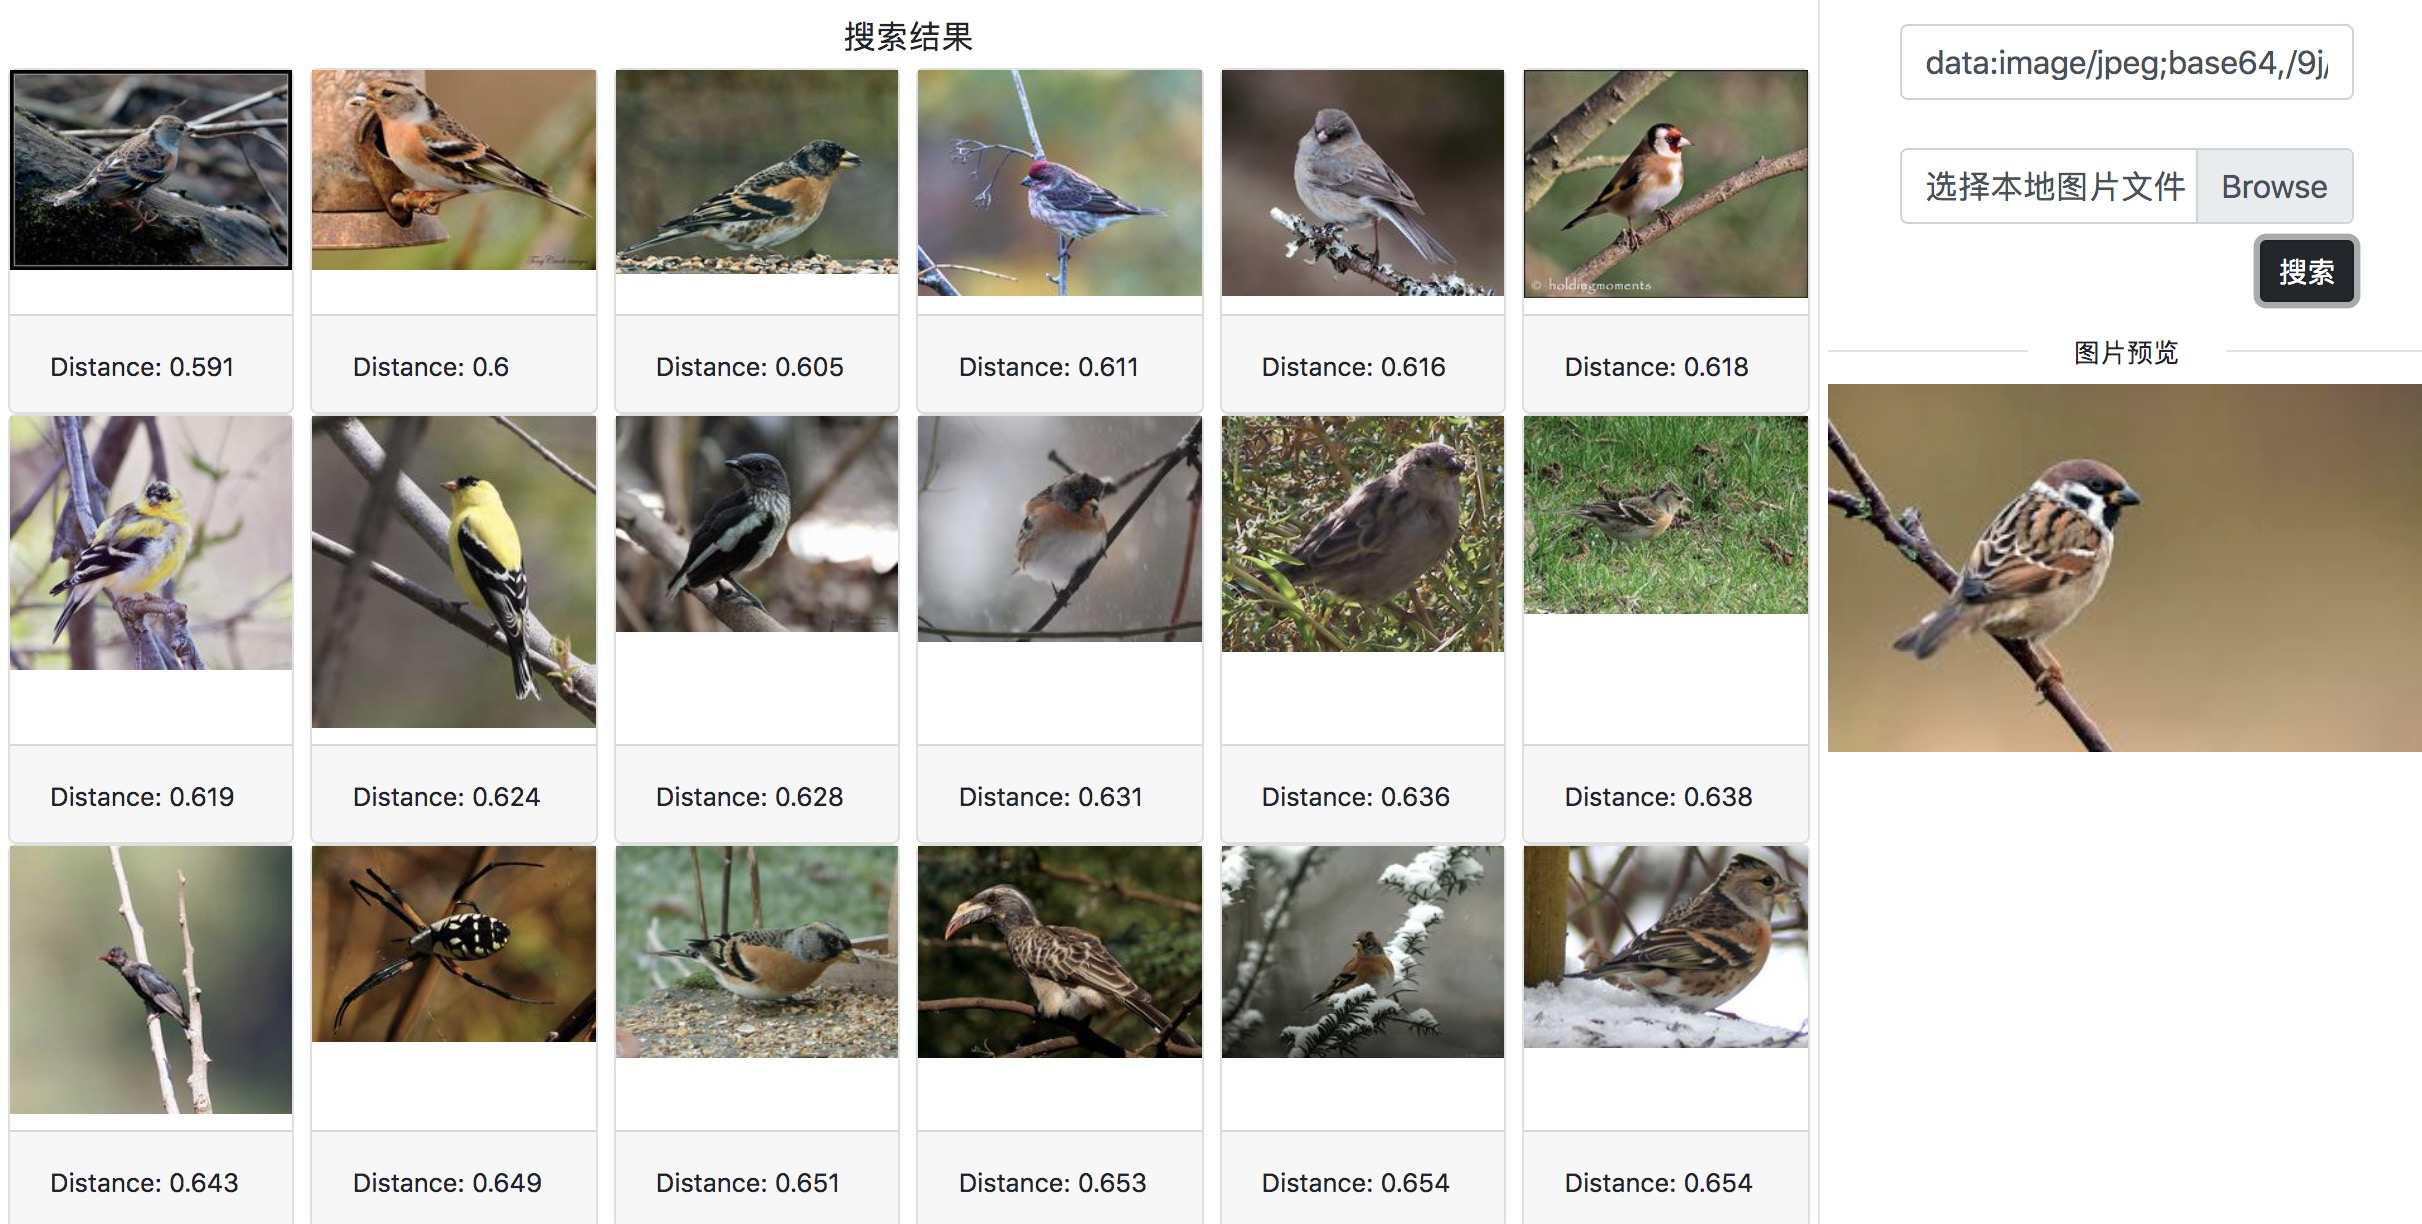 搜索结果
Tony Crook images
© holdingmoments
Distance: 0.591
Distance: 0.6
Distance: 0.605
Distance: 0.611
Distance: 0.616
Distance: 0.618
Distance: 0.619
Distance: 0.624
Distance: 0.628
Distance: 0.631
Distance: 0.636
Distance: 0.638
Distance: 0.643
Distance: 0.649
Distance: 0.651
Distance: 0.653
Distance: 0.654
Distance: 0.654
data:image/jpeg;base64,/9j/
选择本地图片文件 Browse
搜索
图片预览